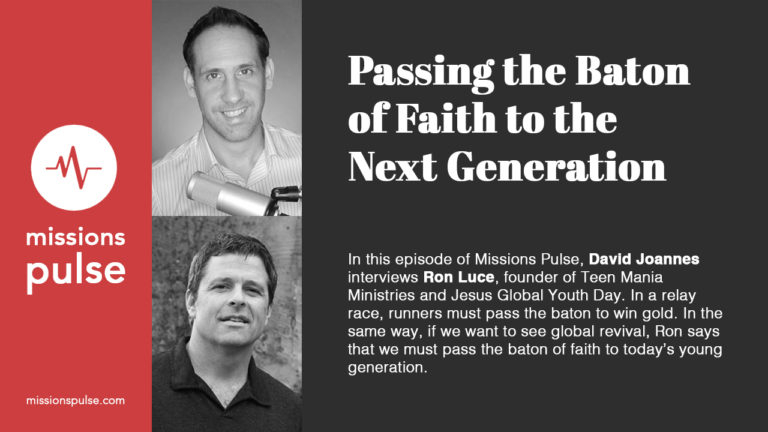 missions
pulse
missionspulse.com
Passing the Baton
of Faith to the
Next Generation
In this episode of Missions Pulse, David Joannes
interviews Ron Luce, founder of Teen Mania
Ministries and Jesus Global Youth Day. In a relay
race, runners must pass the baton to win gold. In the
same way, if we want to see global revival, Ron says
that we must pass the baton of faith to today's young
generation.